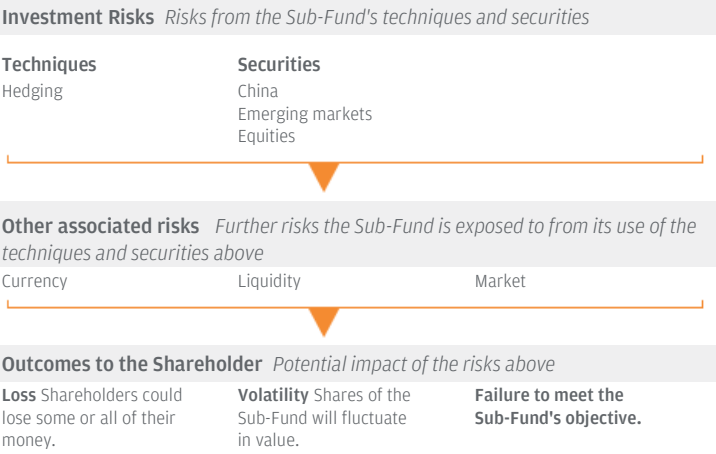 Investment Risks Risks from the Sub-Fund's techniques and securities
Techniques
Hedging
Securities
China
Emerging markets
Equities
Other associated risks Further risks the Sub-Fund is exposed to from its use of the
techniques and securities above
Currency
Liquidity
Market
Outcomes to the Shareholder Potential impact of the risks above
Loss Shareholders could
lose some or all of their
money.
Volatility Shares of the
Sub-Fund will fluctuate
in value.
Failure to meet the
Sub-Fund's objective.